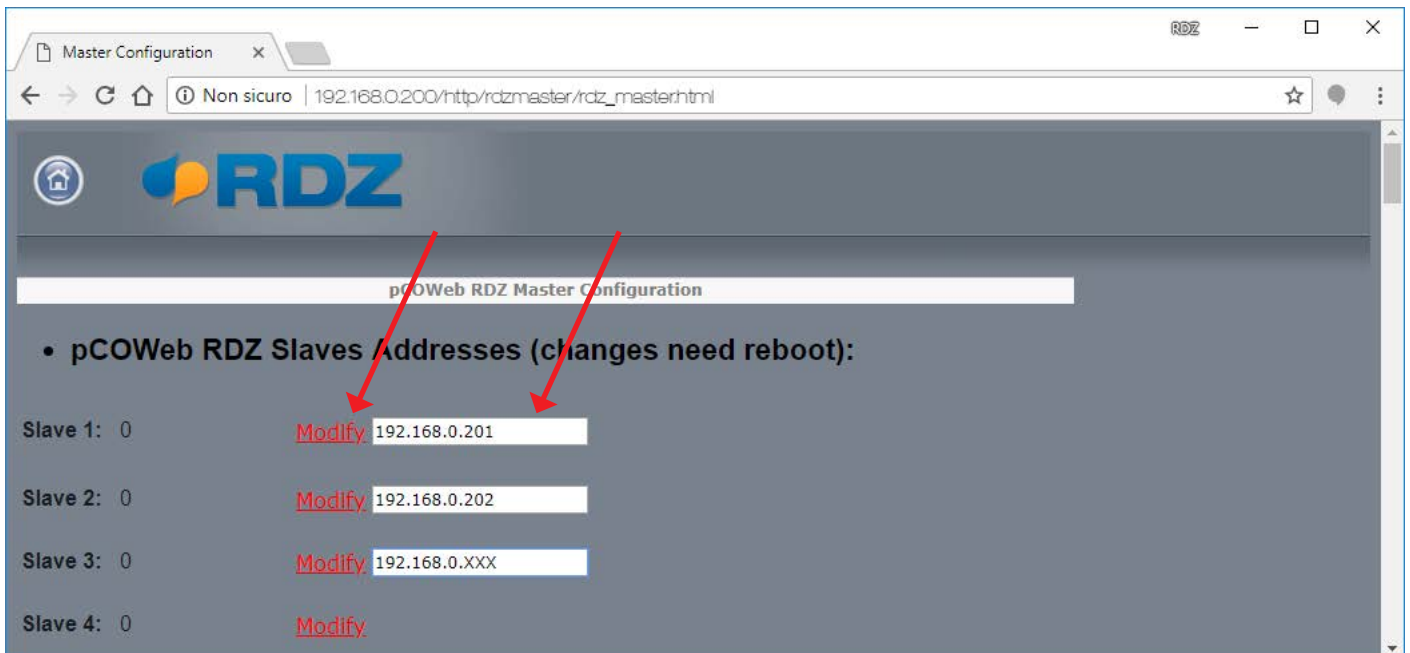 RDZ
Master Configuration
Non sicuro 192.168.0.200/http/rdzmaster/rdz_master.html
RDZ
pCOWeb RDZ Master Configuration
• pCOWeb RDZ Slaves Addresses (changes need reboot):
Slave 1: 0 Modify 192.168.0.201
Slave 2: 0 Modify 192.168.0.202
Slave 3: 0 Modify 192.168.0.XXX
Slave 4: 0 Modify